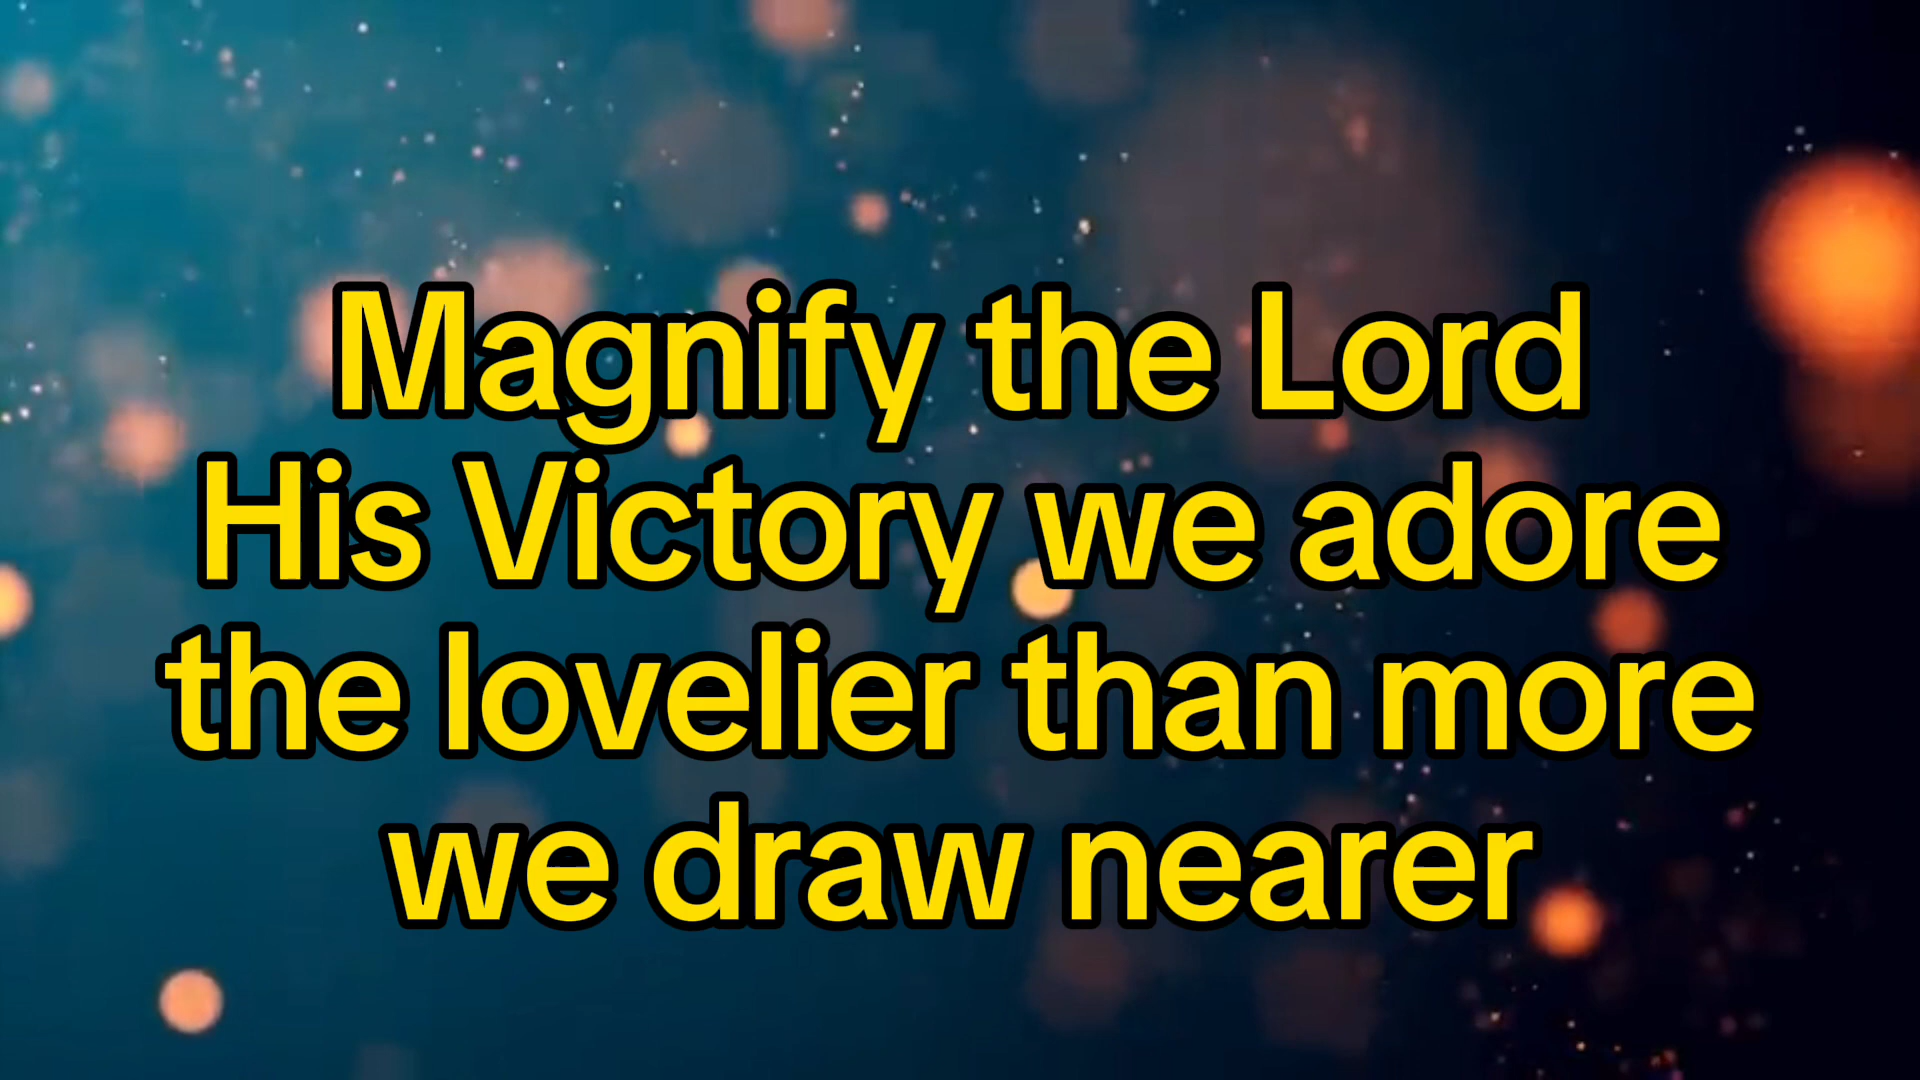 Magnify the Lord
His Victory we adore
the lovelier than more
we draw nearer